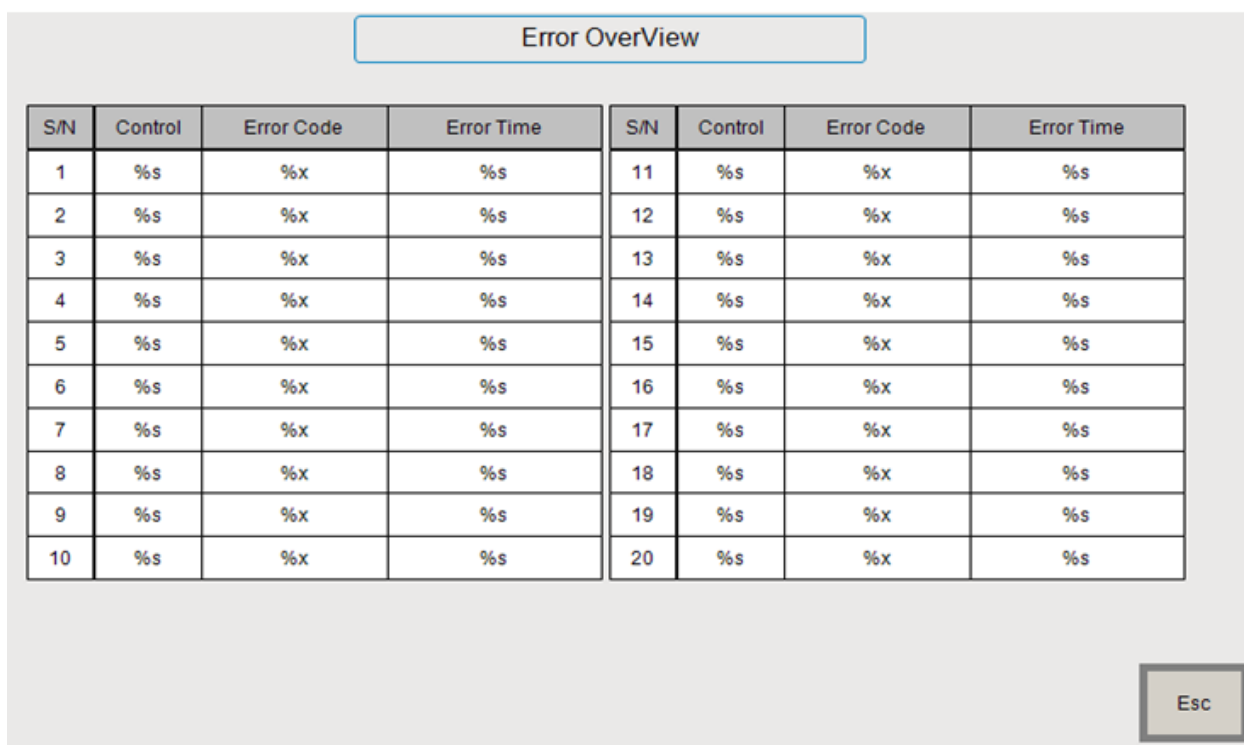 Error OverView
S/N Control Error Code Error Time S/N Control Error Code Error Time
1 %s %x %s 11 %s %x %s
2 %s %x %s 12 %s %x %s
3 %s %x %s 13 %s %x %s
4 %s %x %s 14 %s %x %s
5 %s %x %s 15 %s %x %s
6 %s %x %s 16 %s %x %s
7 %s %x %s 17 %s %x %s
8 %s %x %s 18 %s %x %s
9 %s %x %s 19 %s %x %s
10 %s %x %s 20 %s %x %s
Esc